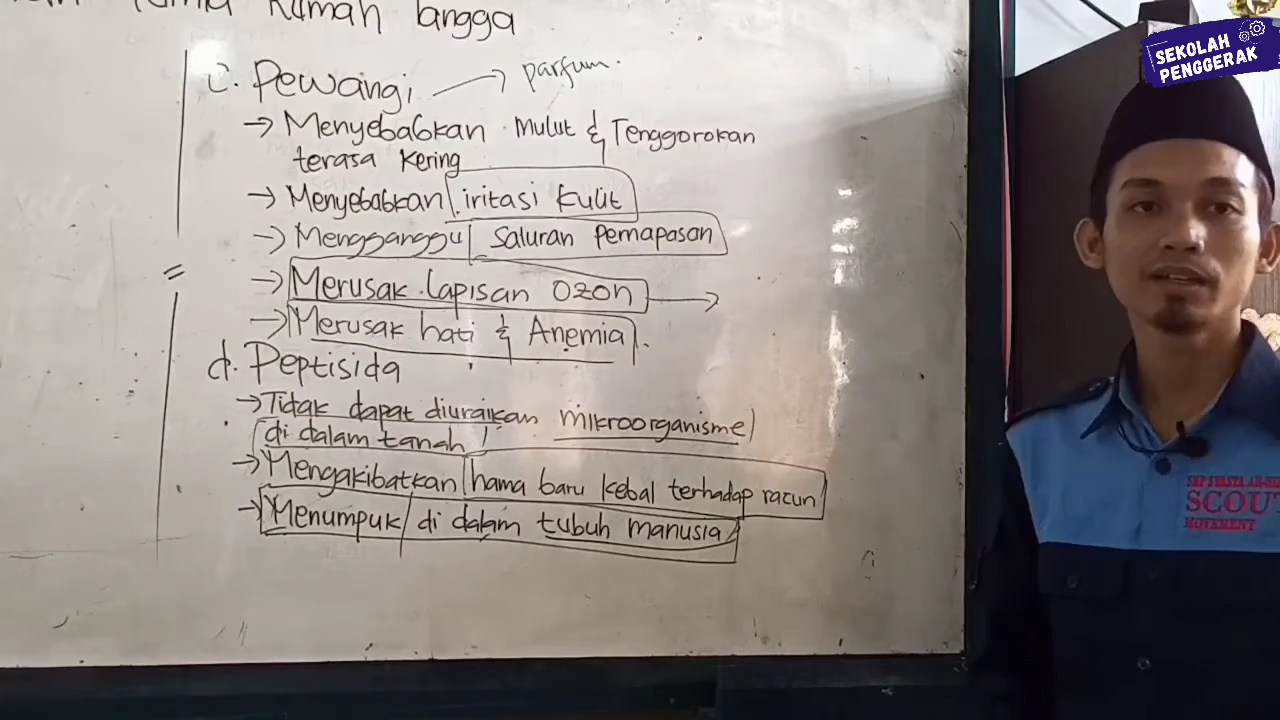 Rumah Tangga
c. Pewangi → parfum.
→ Menyebabkan Mulut & Tenggorokan
terasa Kering
→ Menyebabkan iritasi Kulit
→ Mengganggu saluran Pernapasan
→ Merusak Lapisan Ozon →
→ Merusak hati & Anemia.
d. Peptisida
→ Tidak dapat diuraikan mikroorganisme
di dalam tanah
→ Mengakibatkan hama baru kebal terhadap racun
→ Menumpuk di dalam tubuh manusia
SEKOLAH
PENGGERAK
SCOUT
MOVEMENT